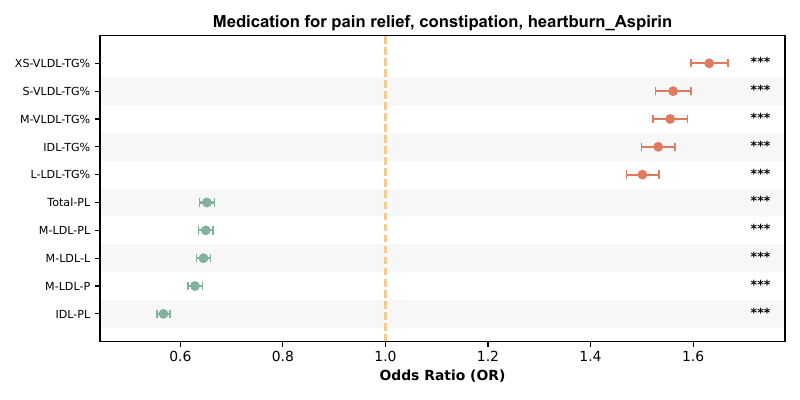 Medication for pain relief, constipation, heartburn_Aspirin
XS-VLDL-TG% ***
S-VLDL-TG% ***
M-VLDL-TG% ***
IDL-TG% ***
L-LDL-TG% ***
Total-PL ***
M-LDL-PL ***
M-LDL-L ***
M-LDL-P ***
IDL-PL ***
0.6 0.8 1.0 1.2 1.4 1.6
Odds Ratio (OR)